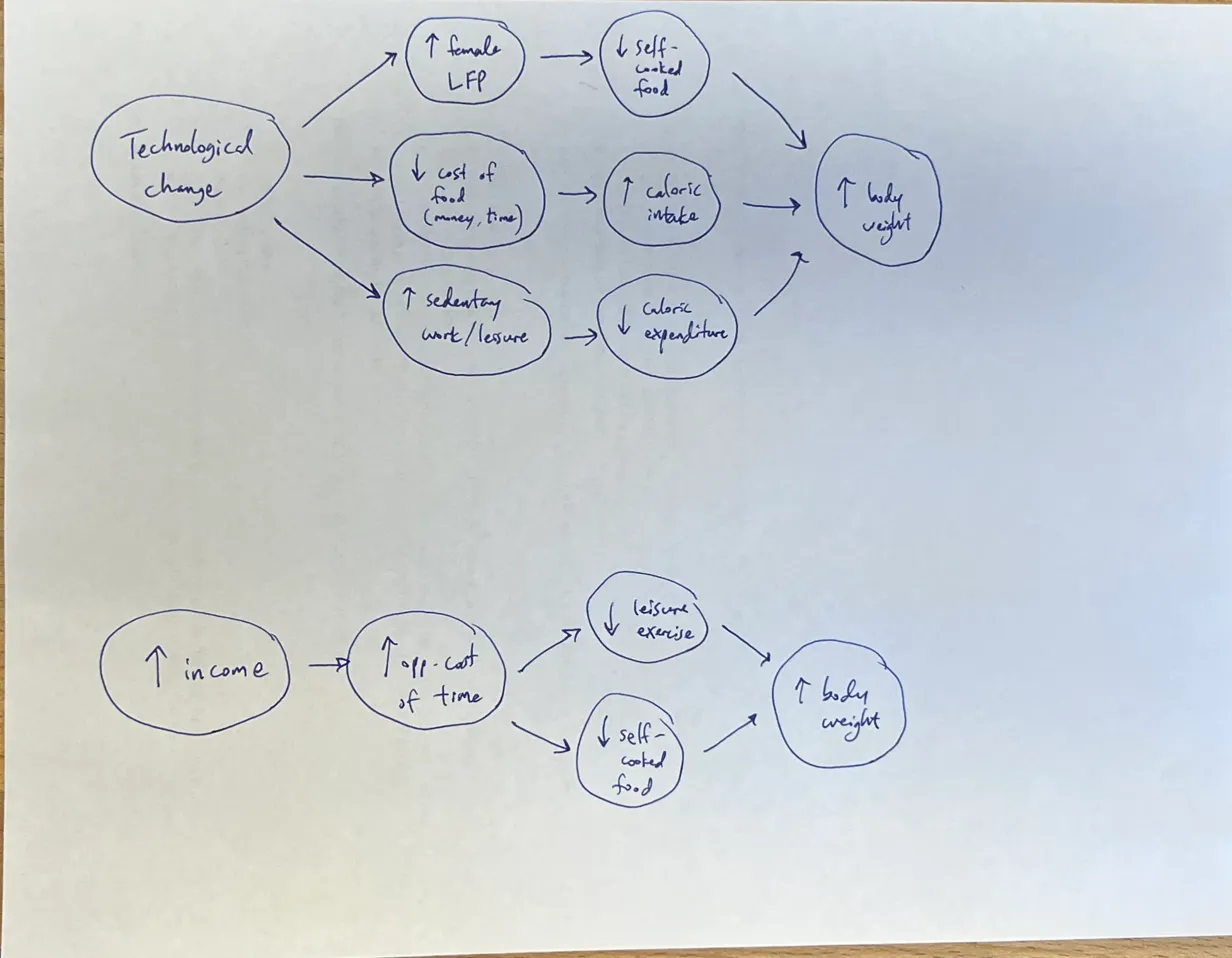 ↑ female
LFP
↓ self-
cooked
food
Technological
change
↓ cost of
food
(money, time)
↑ caloric
intake
↑ body
weight
↑ sedentary
work/leisure
↓ caloric
expenditure
↑ income
↑ opp-cost
of time
↓ leisure
exercise
↓ self-
cooked
food
↑ body
weight